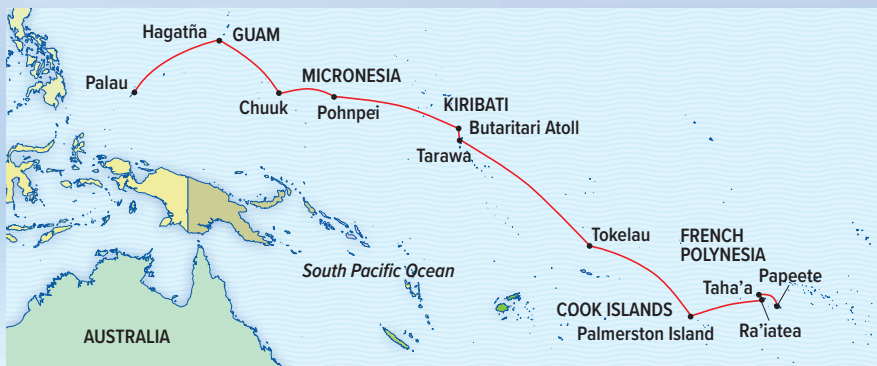 Hagatña GUAM
Palau
MICRONESIA
Chuuk
Pohnpei
KIRIBATI
Butaritari Atoll
Tarawa
Tokelau
FRENCH
POLYNESIA
Taha'a
Papeete
South Pacific Ocean
COOK ISLANDS
Palmerston Island
Ra'iatea
AUSTRALIA